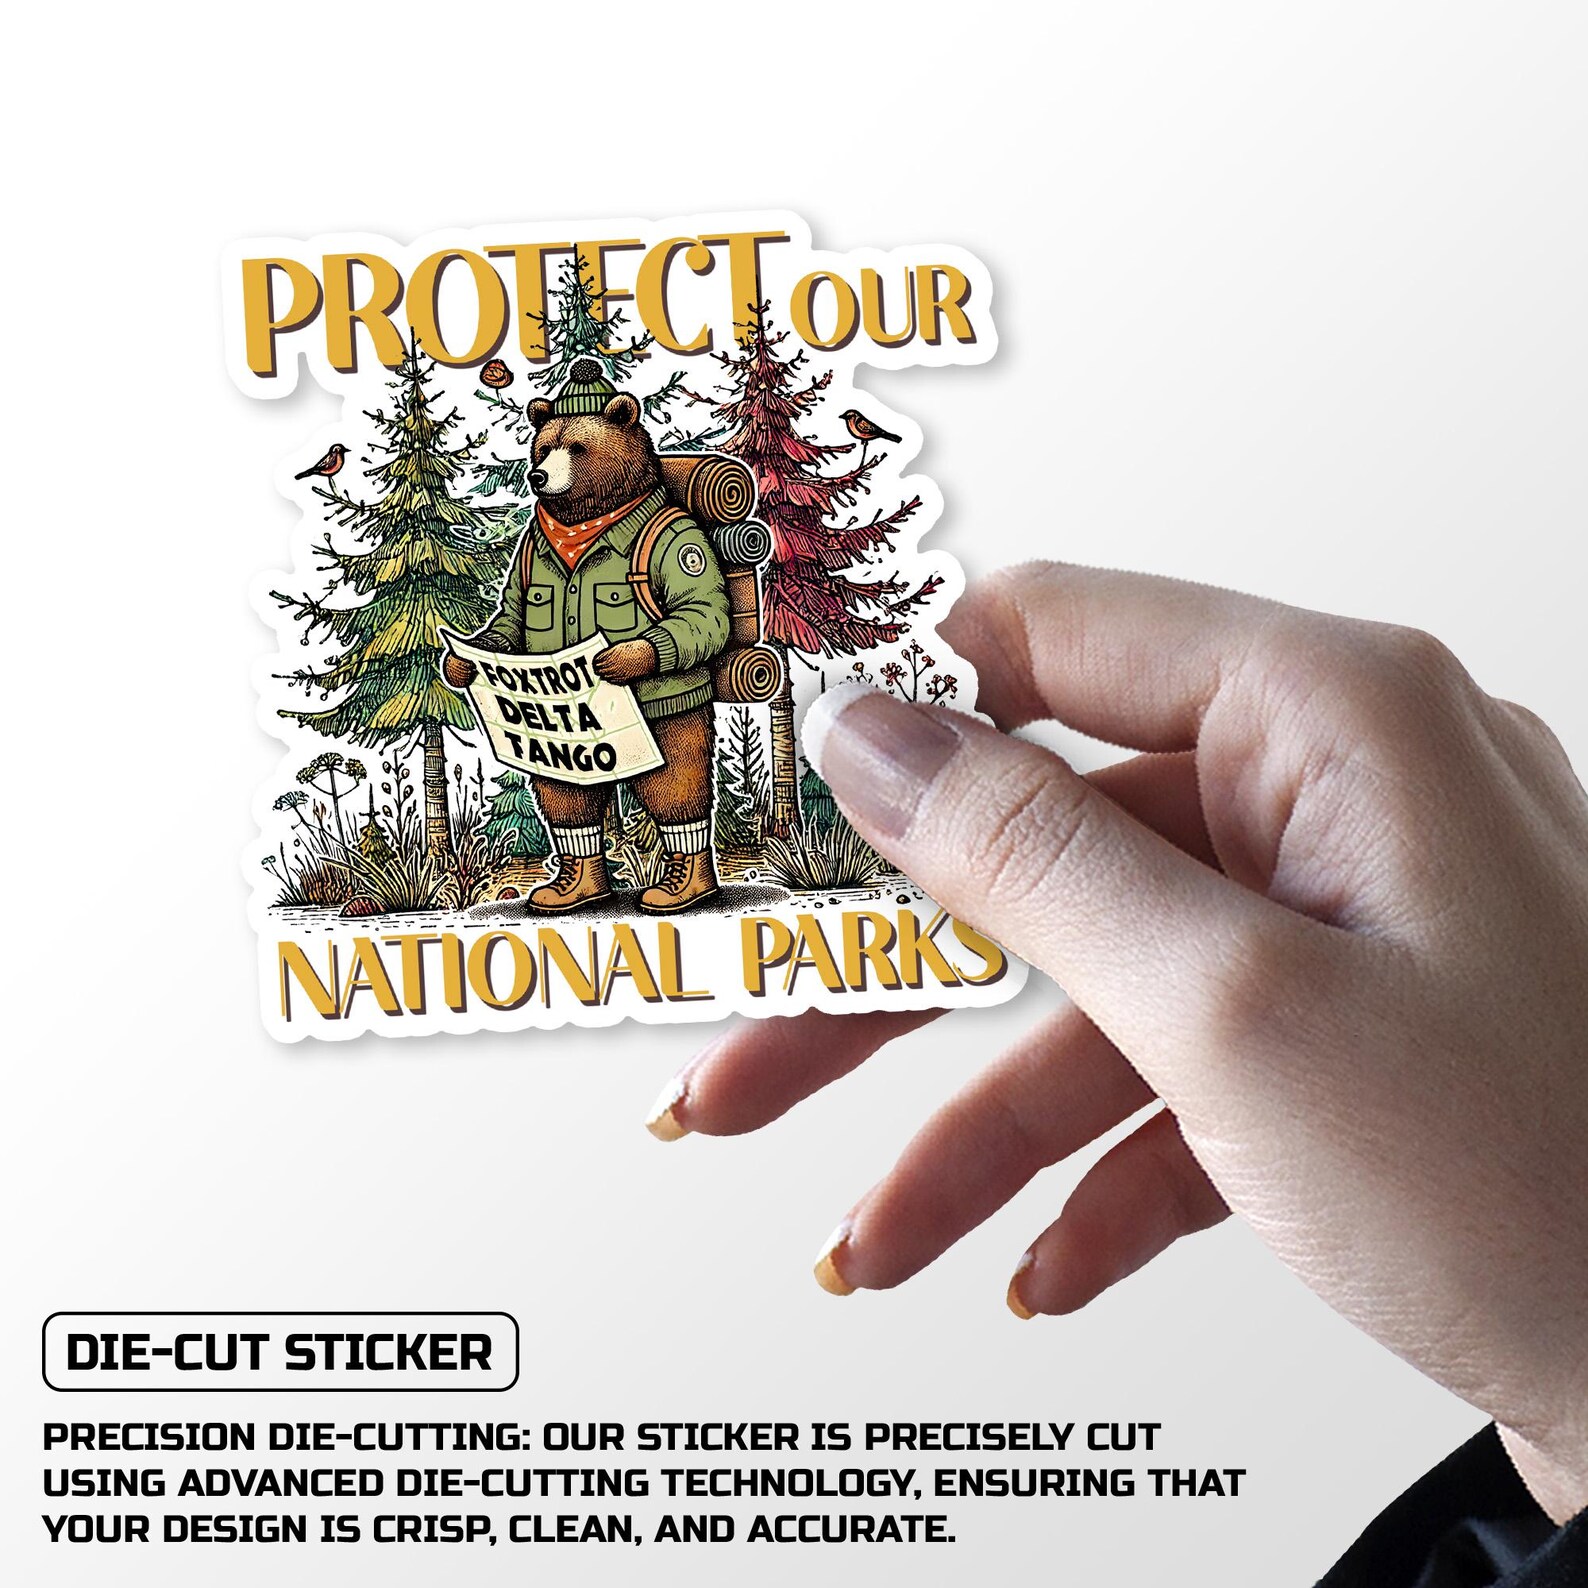 PROTECT OUR
FOXTROT
DELTA
TANGO
NATIONAL PARKS
DIE-CUT STICKER
PRECISION DIE-CUTTING: OUR STICKER IS PRECISELY CUT
USING ADVANCED DIE-CUTTING TECHNOLOGY, ENSURING THAT
YOUR DESIGN IS CRISP, CLEAN, AND ACCURATE.